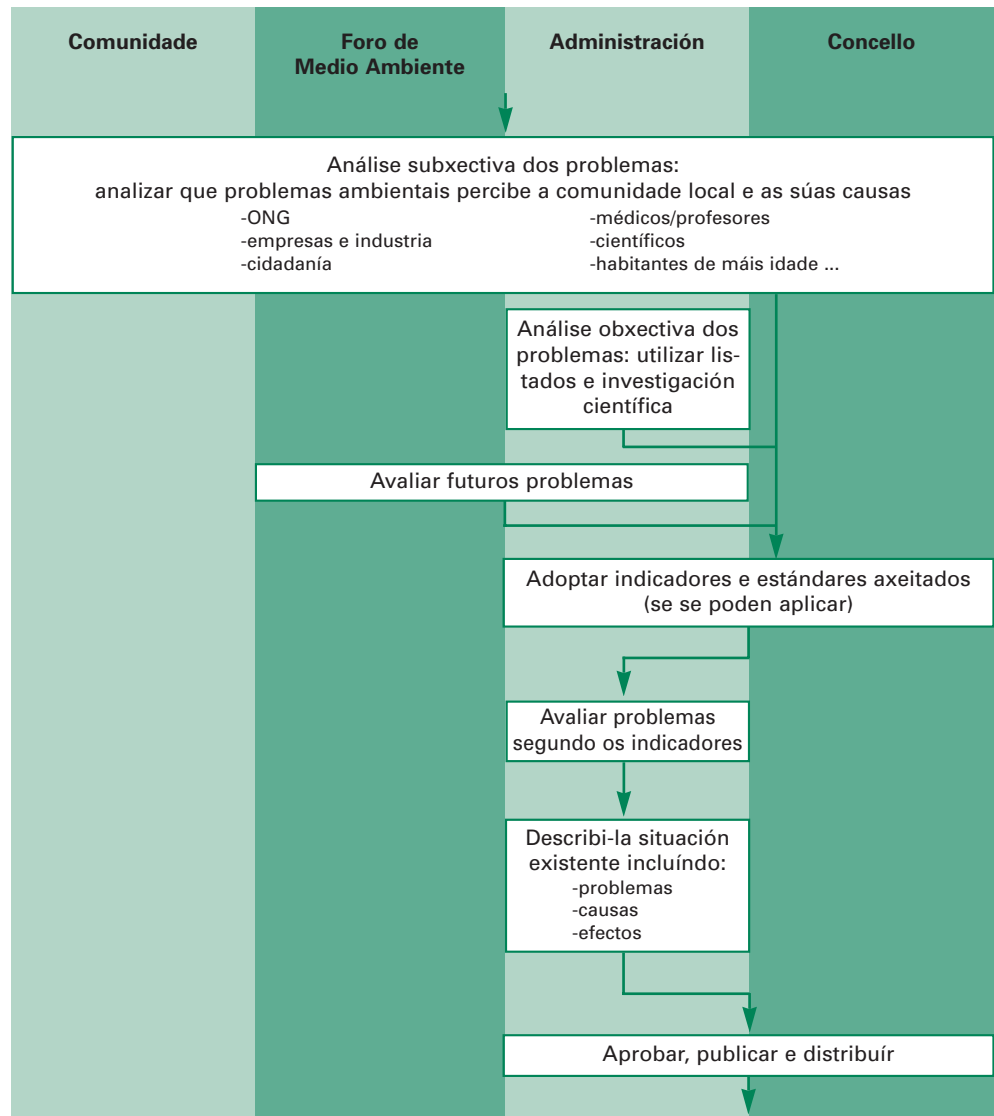 Comunidade
Foro de
Medio Ambiente
Administración
Concello
Análise subxectiva dos problemas:
analizar que problemas ambientais percibe a comunidade local e as súas causas
-ONG
-empresas e industria
-cidadanía
-médicos/profesores
-científicos
-habitantes de máis idade ...
Análise obxectiva dos
problemas: utilizar lis-
tados e investigación
científica
Avaliar futuros problemas
Adoptar indicadores e estándares axeitados
(se se poden aplicar)
Avaliar problemas
segundo os indicadores
Describi-la situación
existente incluíndo:
-problemas
-causas
-efectos
Aprobar, publicar e distribuír